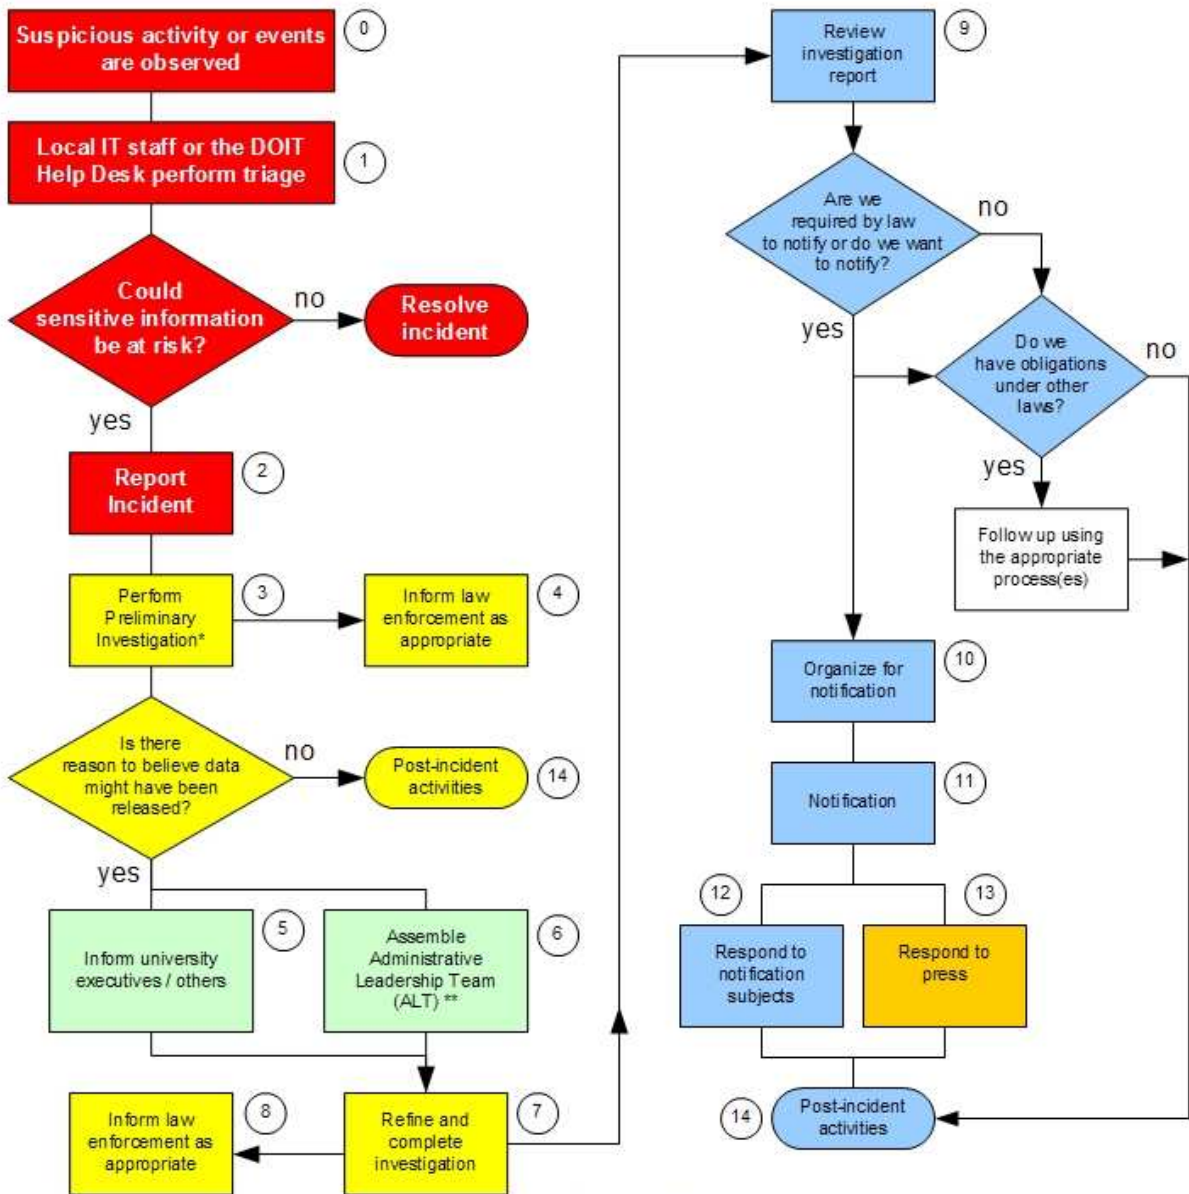 Suspicious activity or events
are observed
0
Local IT staff or the DOIT
Help Desk perform triage
1
Could
sensitive information
be at risk?
no
Resolve
incident
yes
Report
Incident
2
Perform
Preliminary
Investigation*
3
Inform law
enforcement as
appropriate
4
Is there
reason to believe data
might have been
released?
no
Post-incident
activiities
14
yes
Inform university
executives / others
5
Assemble
Administrative
Leadership Team
(ALT) **
6
Inform law
enforcement as
appropriate
8
Refine and
complete
investigation
7
Review
investigation
report
9
Are we
required by law
to notify or do we want
to notify?
no
yes
Do we
have obligations
under other
laws?
no
yes
Follow up using
the appropriate
process(es)
Organize for
notification
10
Notification
11
12
Respond to
notification
subjects
13
Respond to
press
14
Post-incident
activities